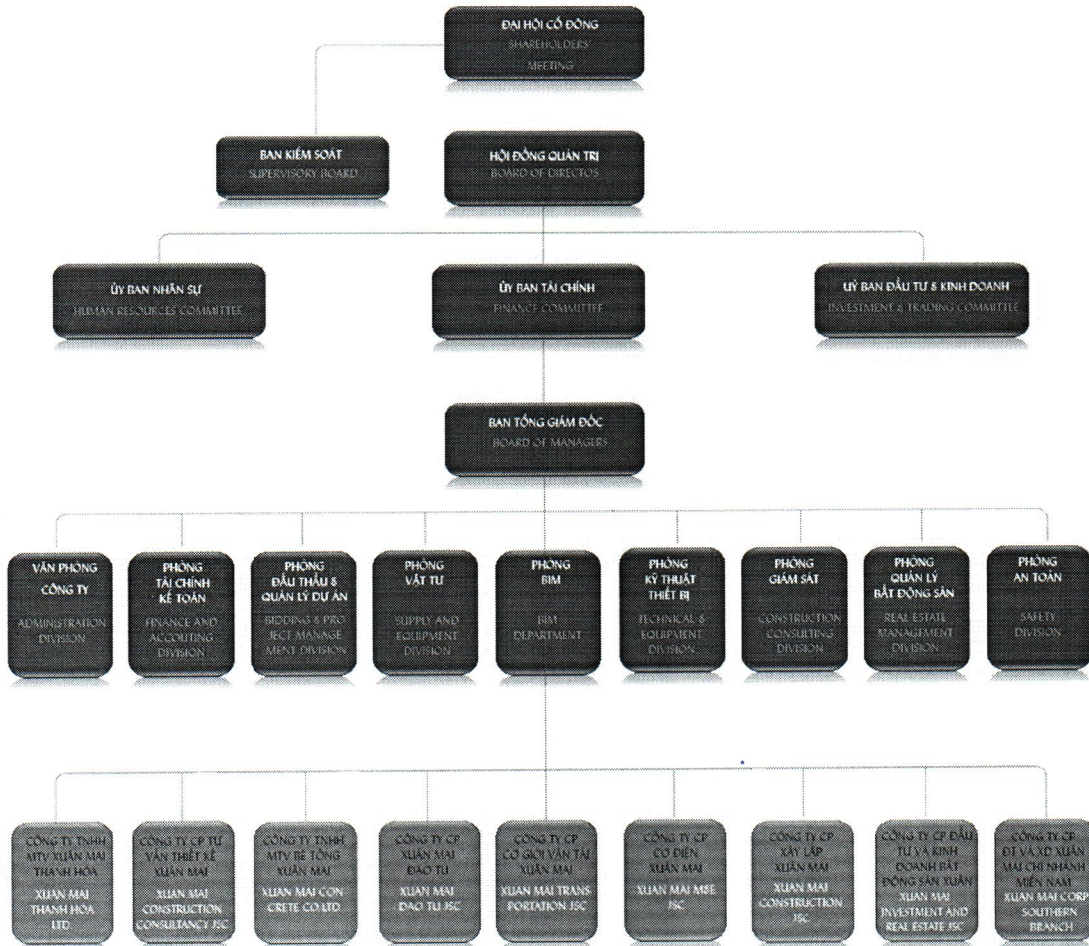 ĐẠI HỘI CỔ ĐÔNG
SHAREHOLDERS'
MEETING
BAN KIỂM SOÁT
SUPERVISORY BOARD
HỘI ĐỒNG QUẢN TRỊ
BOARD OF DIRECTOS
ỦY BAN NHÂN SỰ
HUMAN RESOURCES COMMITTEE
ỦY BAN TÀI CHÍNH
FINANCE COMMITTEE
UỶ BAN ĐẦU TƯ & KINH DOANH
INVESTMENT & TRADING COMMITTEE
BAN TỔNG GIÁM ĐỐC
BOARD OF MANAGERS
VĂN PHÒNG
CÔNG TY
ADMINISTRATION
DIVISION
PHÒNG
TÀI CHÍNH
KẾ TOÁN
FINANCE AND
ACCOUTING
DIVISION
PHÒNG
ĐẤU THẦU &
QUẢN LÝ DỰ ÁN
BIDDING & PRO
JECT MANAGE
MENT DIVISION
PHÒNG
VẬT TƯ
SUPPLY AND
EQUIPMENT
DIVISION
PHÒNG
BIM
BIM
DEPARTMENT
PHÒNG
KỸ THUẬT
THIẾT BỊ
TECHNICAL &
EQUIPMENT
DIVISION
PHÒNG
GIÁM SÁT
CONSTRUCTION
CONSULTING
DIVISION
PHÒNG
QUẢN LÝ
BẤT ĐỘNG SẢN
REAL ESTATE
MANAGEMENT
DIVISION
PHÒNG
AN TOÀN
SAFETY
DIVISION
CÔNG TY TNHH
MTV XUÂN MAI
THANH HÓA
XUAN MAI
THANH HOA
LTD
CÔNG TY CP TƯ
VẤN THIẾT KẾ
XUÂN MAI
XUAN MAI
CONSTRUCTION
CONSULTANCY JSC
CÔNG TY TNHH
MTV BÊ TÔNG
XUÂN MAI
XUAN MAI CON
CRETE CO.LTD
CÔNG TY CP
XUÂN MAI
ĐẠO TÚ
XUAN MAI
DAO TU JSC
CÔNG TY CP
CƠ GIỚI VẬN TẢI
XUÂN MAI
XUAN MAI TRANS
PORTATION JSC
CÔNG TY CP
CƠ ĐIỆN
XUÂN MAI
XUAN MAI M&E
JSC
CÔNG TY CP
XÂY LẮP
XUÂN MAI
XUAN MAI
CONSTRUCTION
JSC
CÔNG TY CP ĐẦU
TƯ VÀ KINH
DOANH BẤT
ĐỘNG SẢN XUÂN
XUAN MAI
INVESTMENT AND
REAL ESTATE JSC
CÔNG TY CP
ĐT VÀ XD XUÂN
MAI CHI NHÁNH
MIỀN NAM
XUAN MAI CORP
SOUTHERN
BRANCH